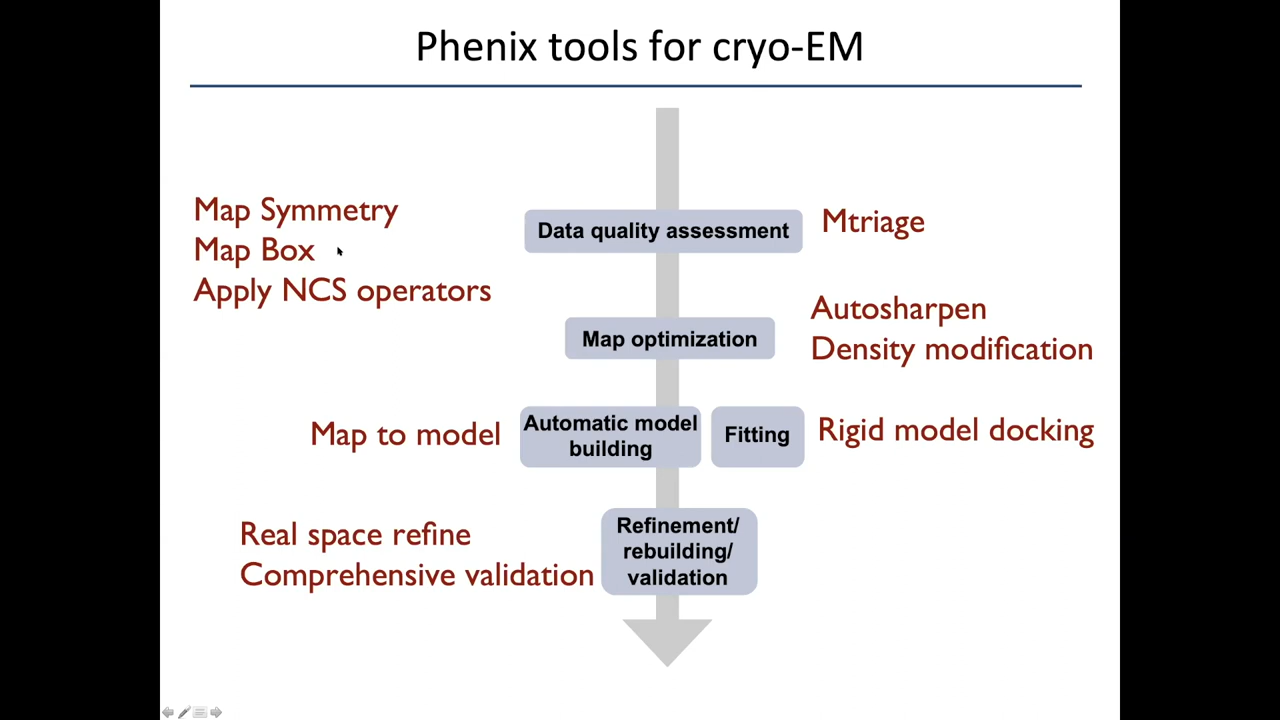 Phenix tools for cryo-EM
Map Symmetry
Map Box
Apply NCS operators
Data quality assessment
Mtriage
Map optimization
Autosharpen
Density modification
Map to model
Automatic model
building
Fitting
Rigid model docking
Real space refine
Comprehensive validation
Refinement/
rebuilding/
validation